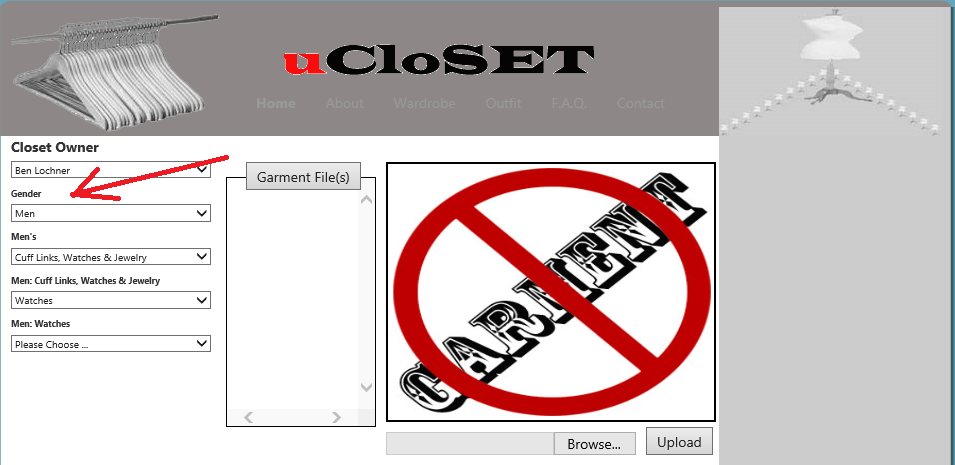 uCloSET
Home About Wardrobe Outfit F.A.Q. Contact
Closet Owner
Ben Lochner
Gender
Men
Men's
Cuff Links, Watches & Jewelry
Men: Cuff Links, Watches & Jewelry
Watches
Men: Watches
Please Choose ...
Garment File(s)
GARMENT
Browse...
Upload